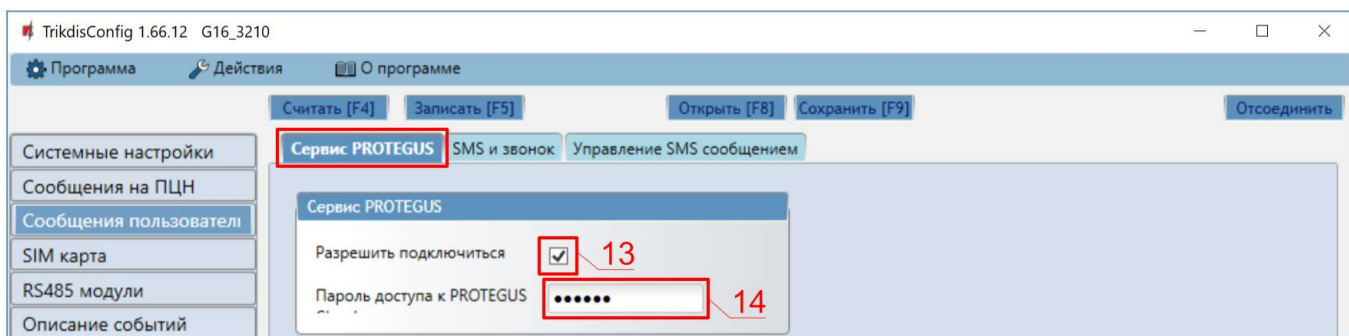 TrikdisConfig 1.66.12 G16_3210
Программа Действия О программе
Считать [F4] Записать [F5] Открыть [F8] Сохранить [F9] Отсоединить
Системные настройки
Сообщения на ПЦН
Сообщения пользователю
SIM карта
RS485 модули
Описание событий
Сервис PROTEGUS SMS и звонок Управление SMS сообщением
Сервис PROTEGUS
Разрешить подключиться
13
Пароль доступа к PROTEGUS
••••••
14